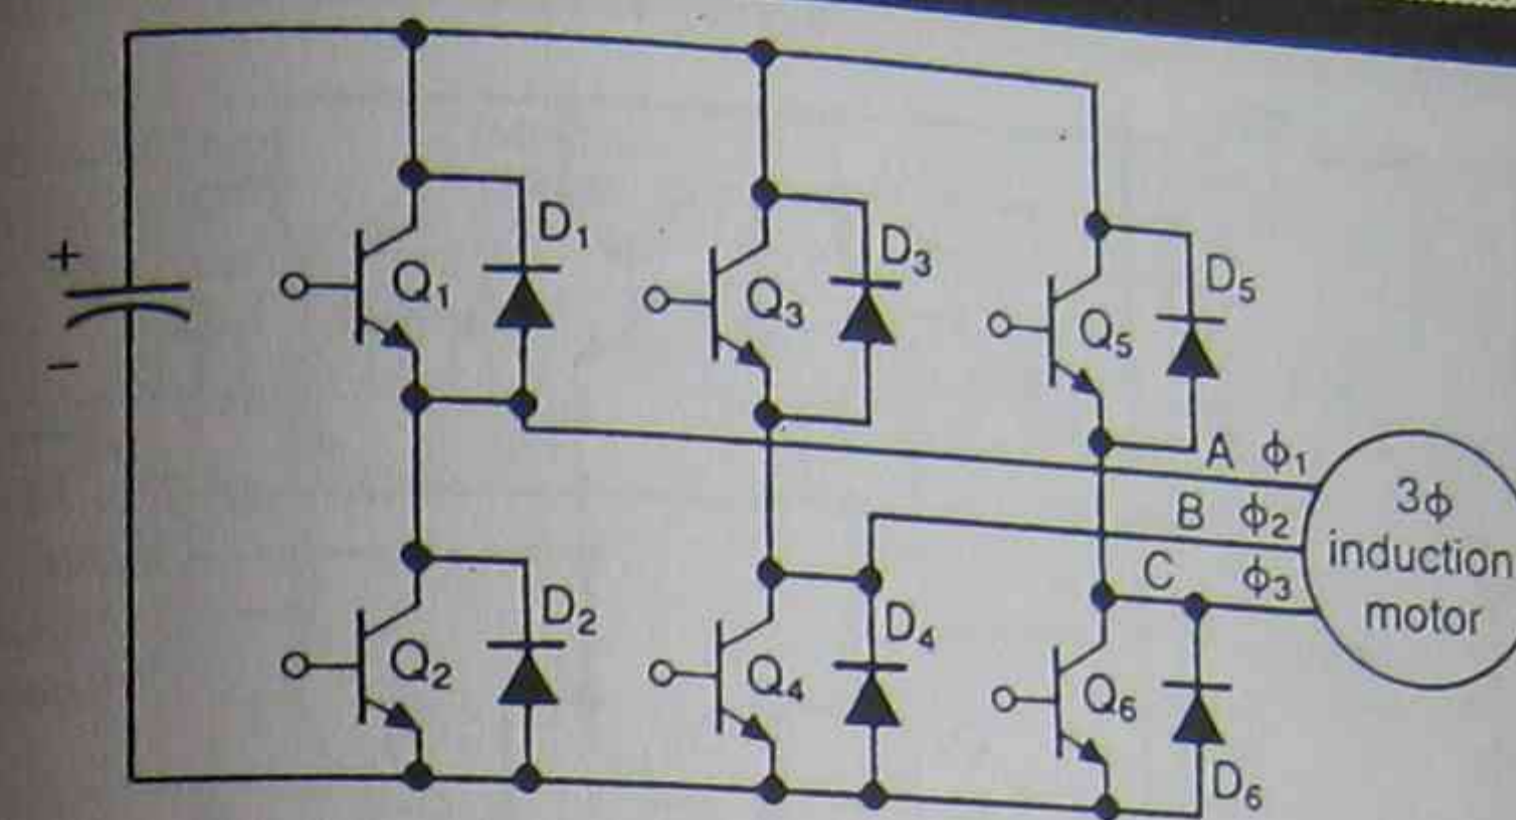 +
−
D₁
Q₁
D₃
Q₃
D₅
Q₅
A ϕ₁
B ϕ₂
C ϕ₃
3ϕ
induction
motor
D₂
Q₂
D₄
Q₄
Q₆
D₆